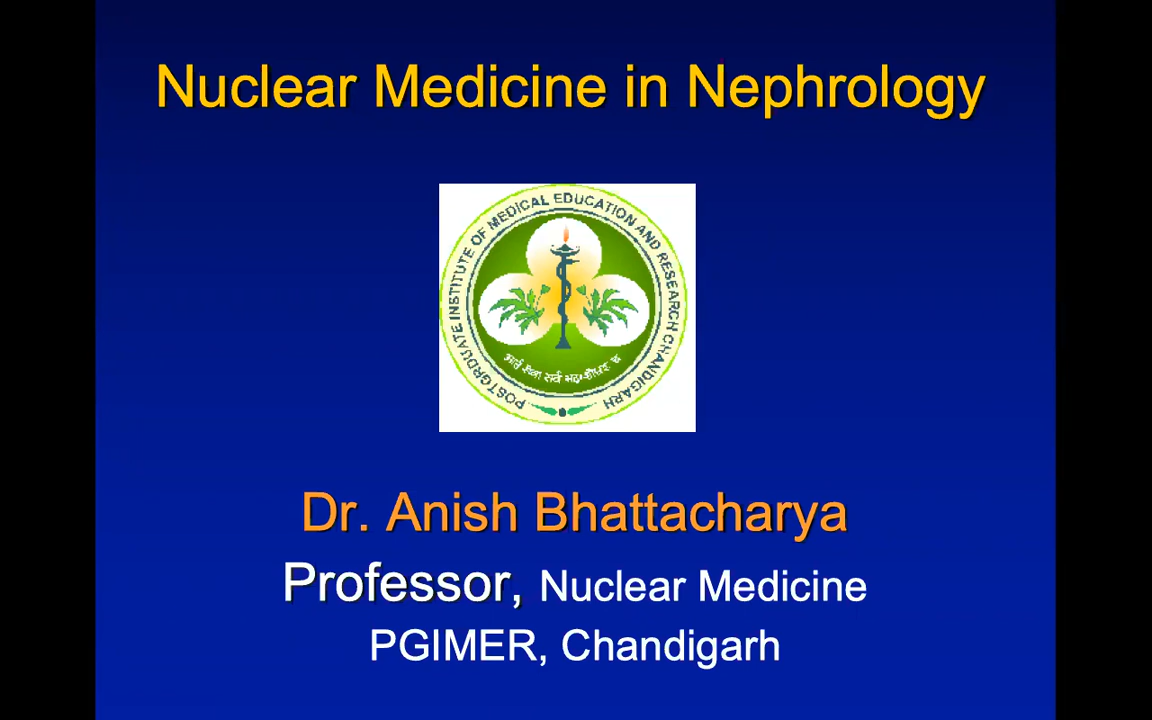 Nuclear Medicine in Nephrology
POSTGRADUATE INSTITUTE OF MEDICAL EDUCATION AND RESEARCH CHANDIGARH
Dr. Anish Bhattacharya
Professor, Nuclear Medicine
PGIMER, Chandigarh